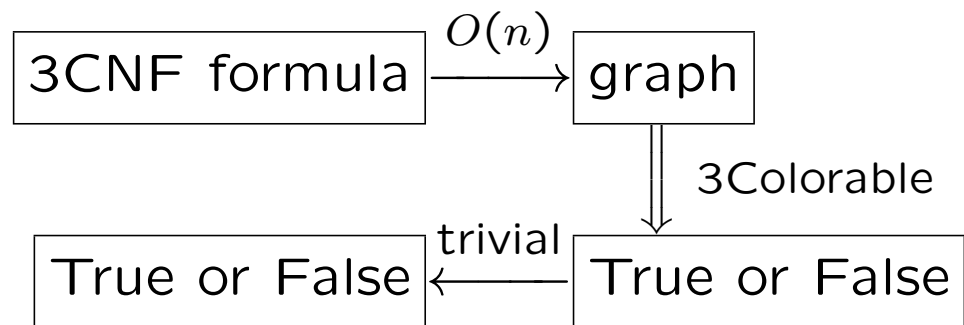 O(n)
3CNF formula
graph
3Colorable
trivial
True or False
True or False